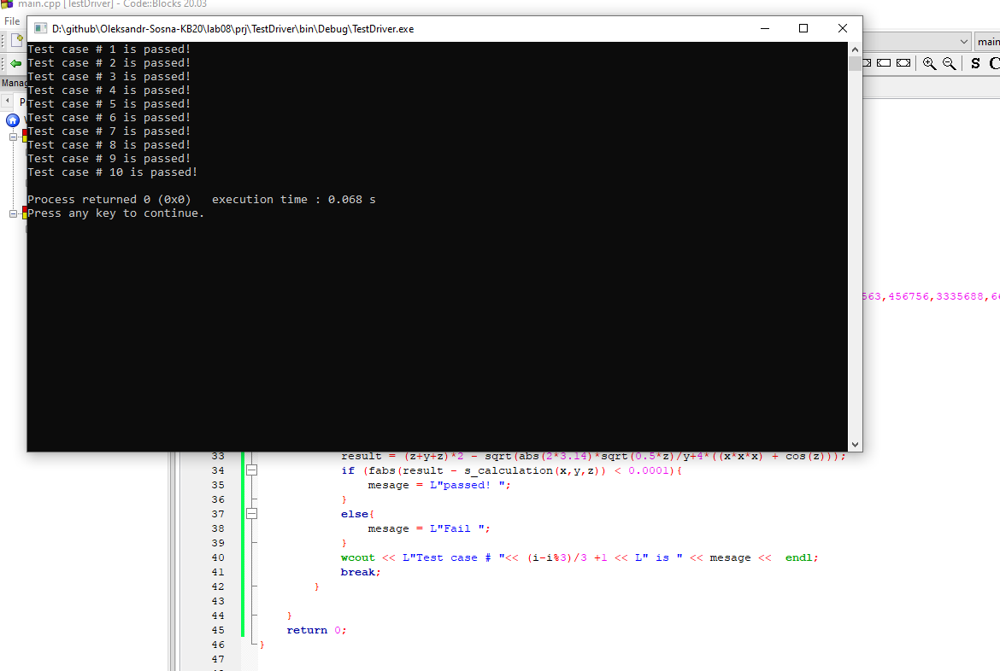 main.cpp [TestDriver] - Code::Blocks 20.03
File
D:\github\Oleksandr-Sosna-KB20\lab08\prj\TestDriver\bin\Debug\TestDriver.exe
main
S
Manag
Test case # 1 is passed!
Test case # 2 is passed!
Test case # 3 is passed!
Test case # 4 is passed!
Test case # 5 is passed!
Test case # 6 is passed!
Test case # 7 is passed!
Test case # 8 is passed!
Test case # 9 is passed!
Test case # 10 is passed!
Process returned 0 (0x0)   execution time : 0.068 s
Press any key to continue.
563,456756,3335688,6
33 result = (z+y+z)*2 - sqrt(abs(2*3.14)*sqrt(0.5*z)/y+4*((x*x*x) + cos(z)));
34 if (fabs(result - s_calculation(x,y,z)) < 0.0001){
35 mesage = L"passed! ";
36 }
37 else{
38 mesage = L"Fail ";
39 }
40 wcout << L"Test case # "<< (i-i%3)/3 +1 << L" is " << mesage <<  endl;
41 break;
42 }
43
44 }
45 return 0;
46 }
47